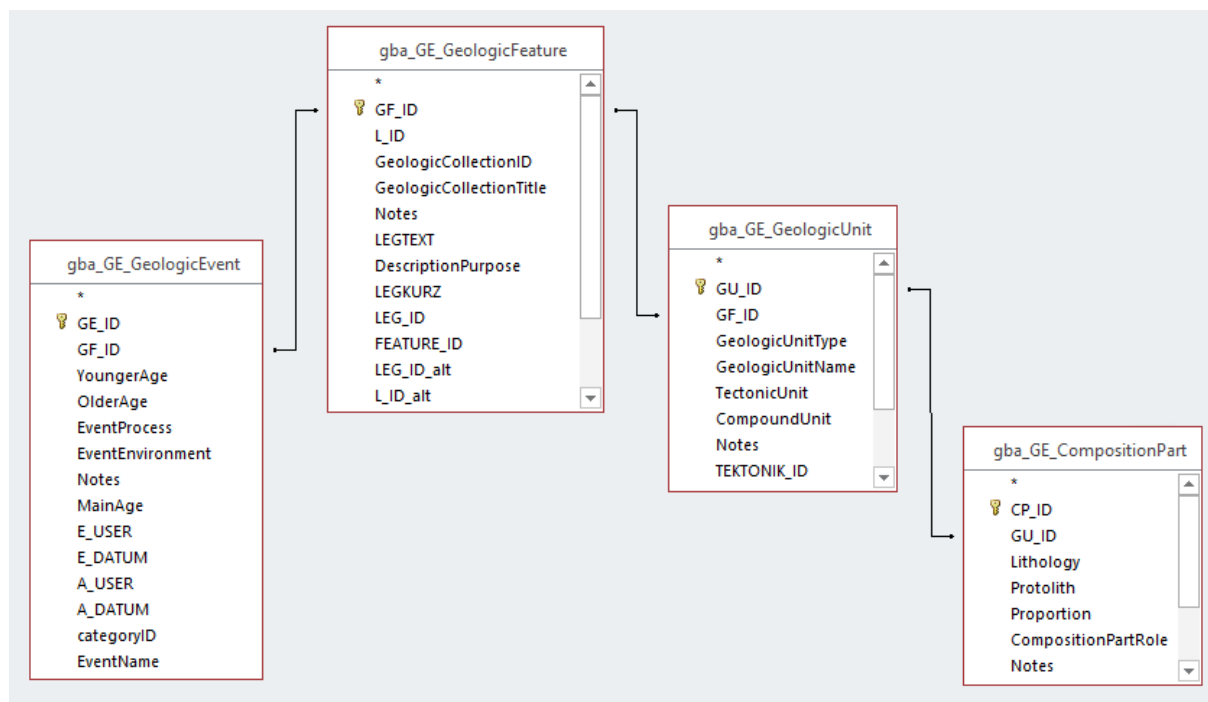 gba_GE_GeologicFeature
*
GF_ID
L_ID
GeologicCollectionID
GeologicCollectionTitle
Notes
LEGTEXT
DescriptionPurpose
LEGKURZ
LEG_ID
FEATURE_ID
LEG_ID_alt
L_ID_alt
gba_GE_GeologicEvent
*
GE_ID
GF_ID
YoungerAge
OlderAge
EventProcess
EventEnvironment
Notes
MainAge
E_USER
E_DATUM
A_USER
A_DATUM
categoryID
EventName
gba_GE_GeologicUnit
*
GU_ID
GF_ID
GeologicUnitType
GeologicUnitName
TectonicUnit
CompoundUnit
Notes
TEKTONIK_ID
gba_GE_CompositionPart
*
CP_ID
GU_ID
Lithology
Protolith
Proportion
CompositionPartRole
Notes